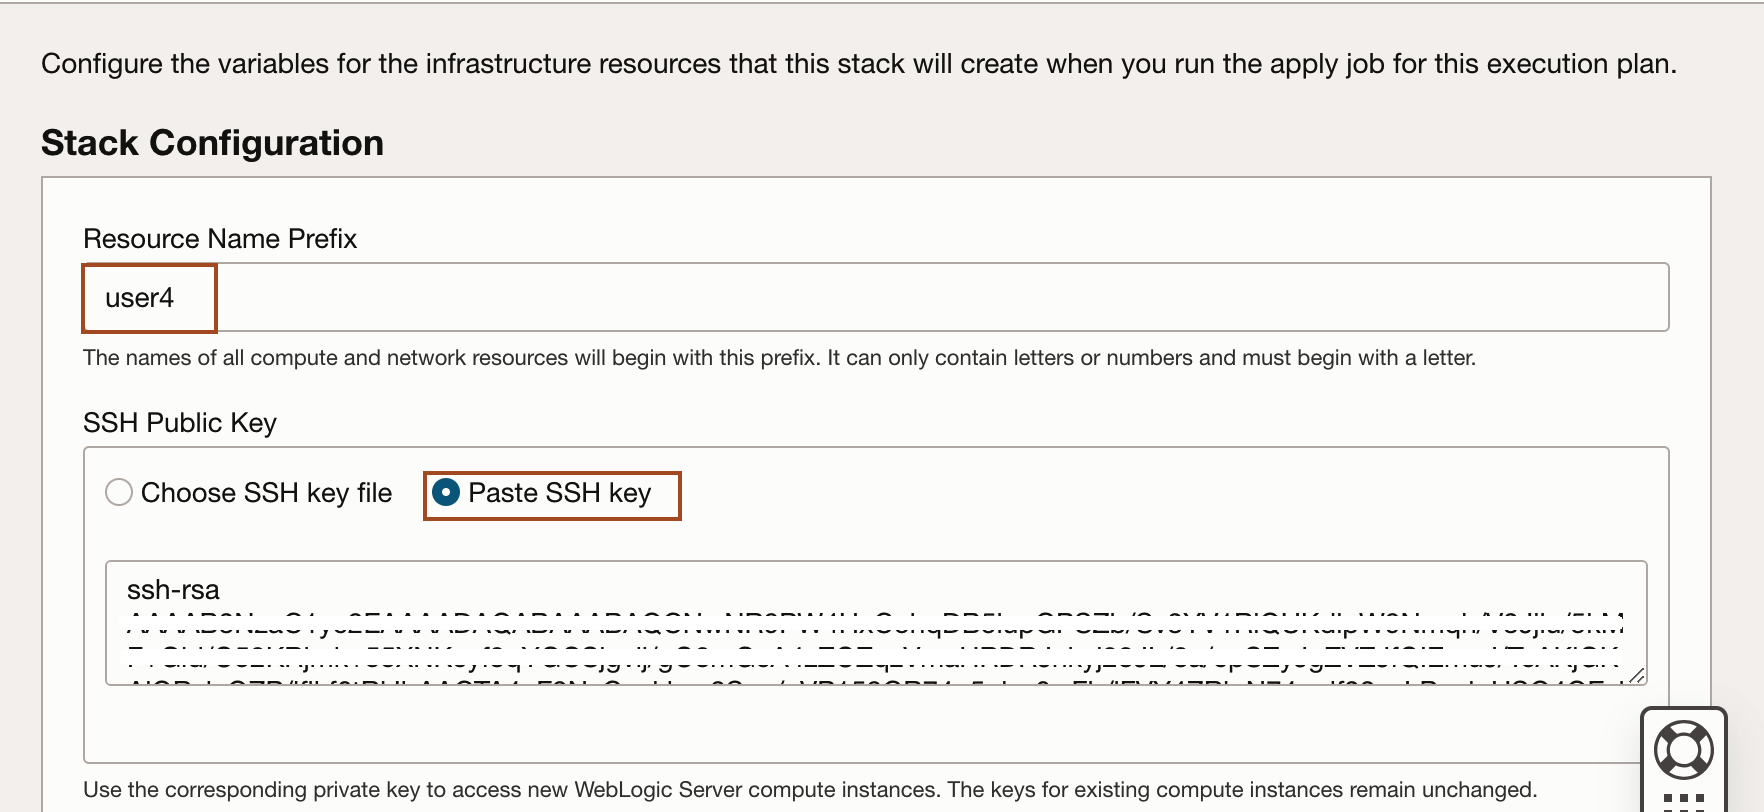 Configure the variables for the infrastructure resources that this stack will create when you run the apply job for this execution plan.
Stack Configuration
Resource Name Prefix
user4
The names of all compute and network resources will begin with this prefix. It can only contain letters or numbers and must begin with a letter.
SSH Public Key
Choose SSH key file
Paste SSH key
ssh-rsa
Use the corresponding private key to access new WebLogic Server compute instances. The keys for existing compute instances remain unchanged.